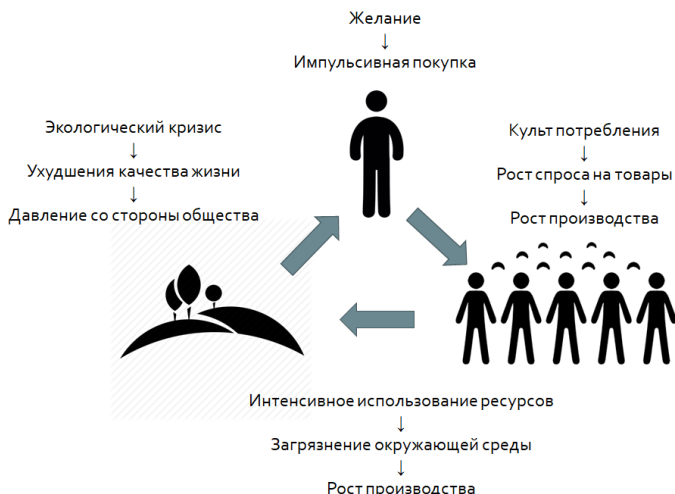 Желание
↓
Импульсивная покупка
Экологический кризис
↓
Ухудшения качества жизни
↓
Давление со стороны общества
Культ потребления
↓
Рост спроса на товары
↓
Рост производства
Интенсивное использование ресурсов
↓
Загрязнение окружающей среды
↓
Рост производства